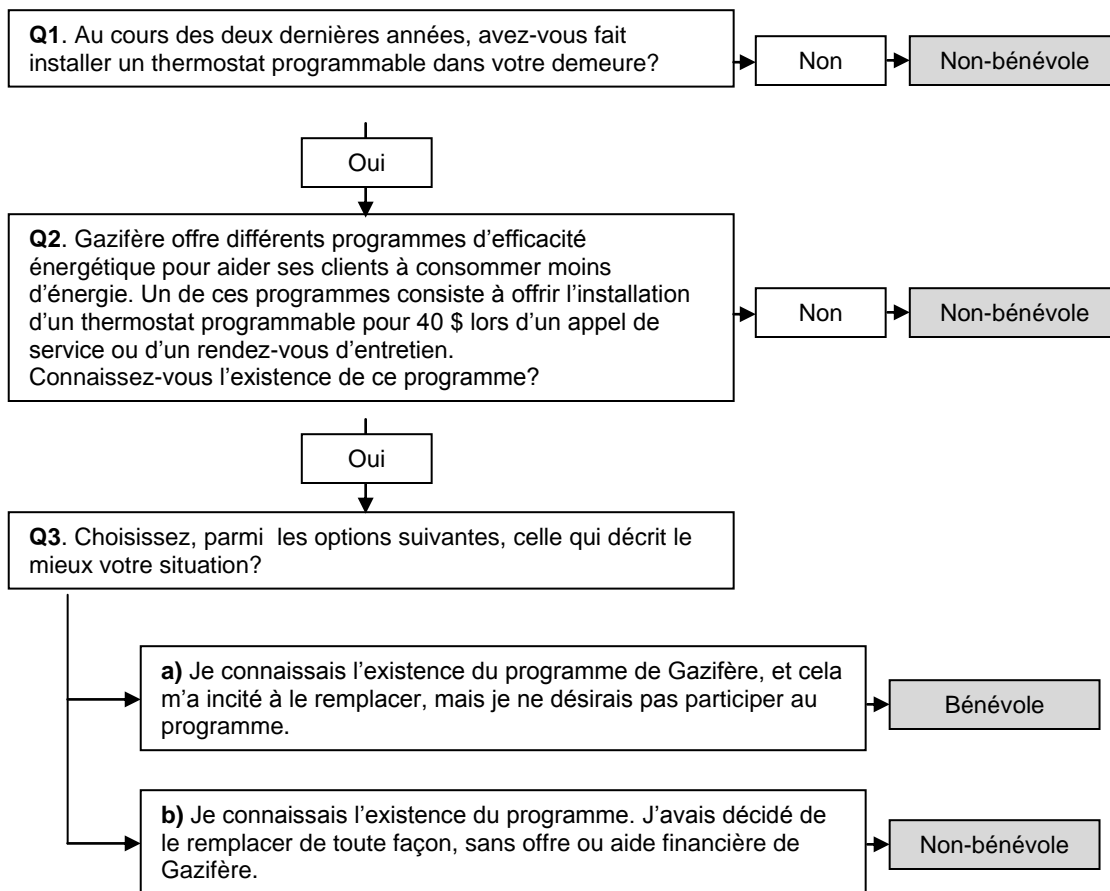 Q1. Au cours des deux dernières années, avez-vous fait
installer un thermostat programmable dans votre demeure?
Non
Non-bénévole
Oui
Q2. Gazifère offre différents programmes d’efficacité
énergétique pour aider ses clients à consommer moins
d’énergie. Un de ces programmes consiste à offrir l’installation
d’un thermostat programmable pour 40 $ lors d’un appel de
service ou d’un rendez-vous d’entretien.
Connaissez-vous l’existence de ce programme?
Non
Non-bénévole
Oui
Q3. Choisissez, parmi les options suivantes, celle qui décrit le
mieux votre situation?
a) Je connaissais l’existence du programme de Gazifère, et cela
m’a incité à le remplacer, mais je ne désirais pas participer au
programme.
Bénévole
b) Je connaissais l’existence du programme. J’avais décidé de
le remplacer de toute façon, sans offre ou aide financière de
Gazifère.
Non-bénévole